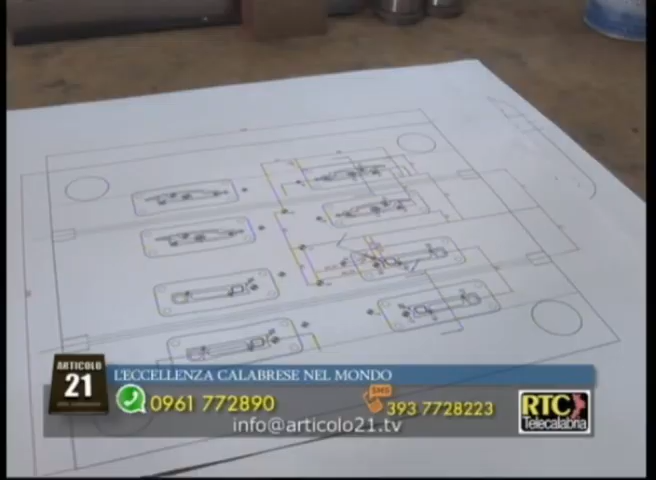 ARTICOLO
21
L'ECCELLENZA CALABRESE NEL MONDO
0961 772890
SMS
393 7728223
info@articolo21.tv
RTC
Telecalabria